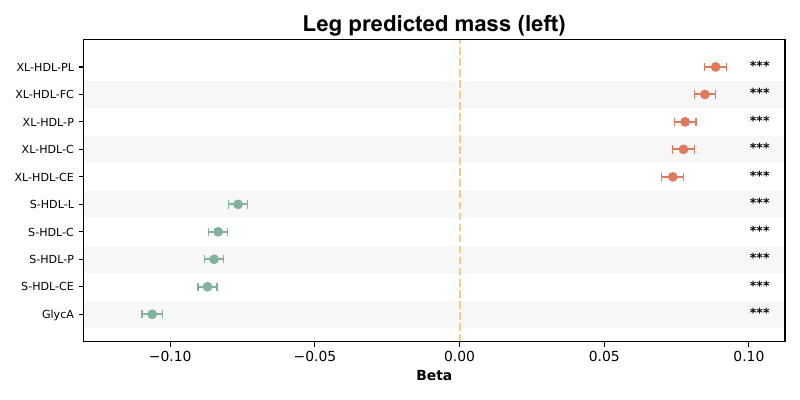 Leg predicted mass (left)
XL-HDL-PL ***
XL-HDL-FC ***
XL-HDL-P ***
XL-HDL-C ***
XL-HDL-CE ***
S-HDL-L ***
S-HDL-C ***
S-HDL-P ***
S-HDL-CE ***
GlycA ***
−0.10 −0.05 0.00 0.05 0.10
Beta